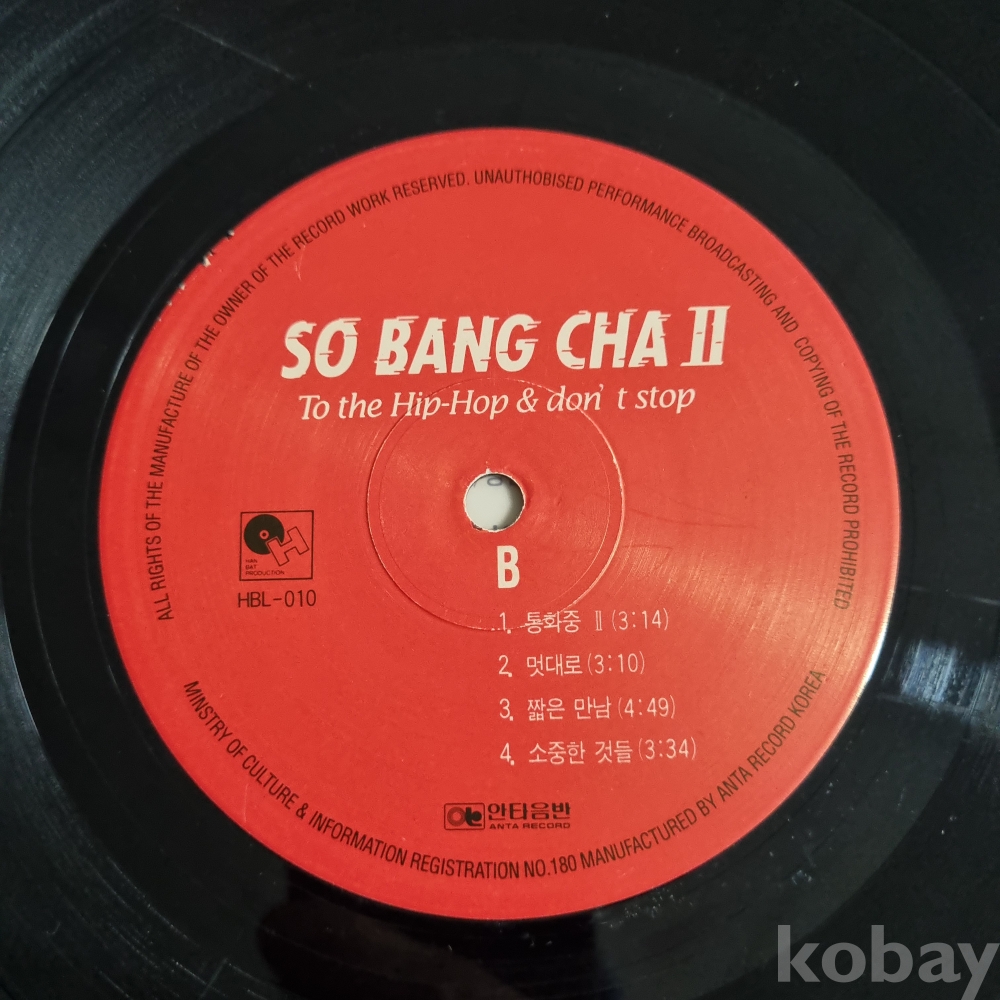 ALL RIGHTS OF THE MANUFACTURE OF THE OWNER OF THE RECORD WORK RESERVED. UNAUTHOBISED PERFORMANCE BROADCASTING AND COPYING OF THE RECORD PROHIBITED
SO BANG CHA Ⅱ
To the Hip-Hop & don't stop
H
HAN
BAT
PRODUCTION
HBL-010
B
1. 통화중 Ⅱ (3:14)
2. 멋대로 (3:10)
3. 짧은 만남 (4:49)
4. 소중한 것들 (3:34)
안타음반
ANTA RECORD
MINSTRY OF CULTURE & INFORMATION REGISTRATION NO.180 MANUFACTURED BY ANTA RECORD KOREA
kobay